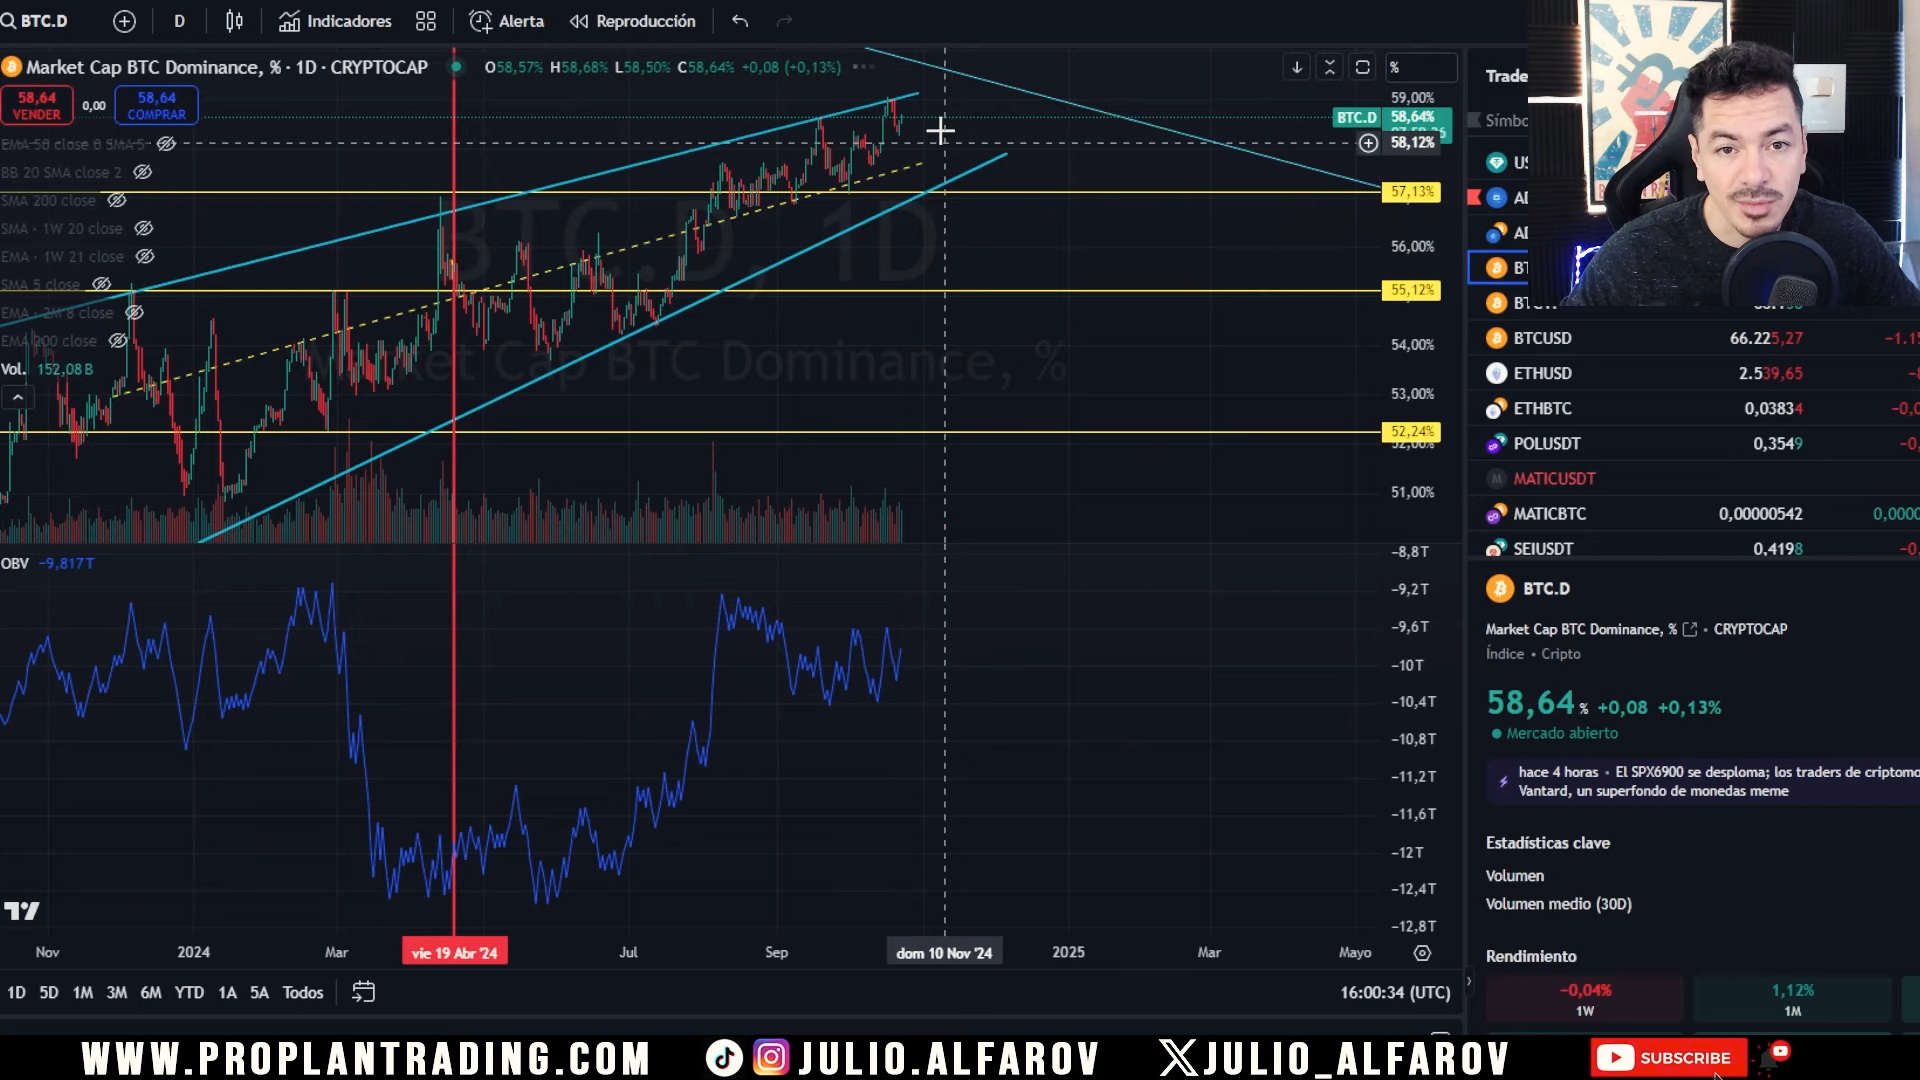 BTC.D
D
Indicadores
Alerta
Reproducción
Market Cap BTC Dominance, % · 1D · CRYPTOCAP
O58,57% H58,68% L58,50% C58,64% +0,08 (+0,13%)
58,64
VENDER
0,00
58,64
COMPRAR
EMA 50 close 0 SMA 5
BB 20 SMA close 2
SMA 200 close
SMA · 1W 20 close
EMA · 1W 21 close
SMA 5 close
EMA · 2M 8 close
EMA 200 close
Vol. 152,08 B
BTC.D, 1D
Market Cap BTC Dominance, %
%
59,00%
BTC.D 58,64%
58,12%
57,13%
56,00%
55,12%
54,00%
53,00%
52,24%
52,00%
51,00%
OBV −9,817 T
−8,8T
−9,2T
−9,6T
−10T
−10,4T
−10,8T
−11,2T
−11,6T
−12T
−12,4T
−12,8T
Nov
2024
Mar
vie 19 Abr '24
Jul
Sep
dom 10 Nov '24
2025
Mar
Mayo
1D 5D 1M 3M 6M YTD 1A 5A Todos
16:00:34 (UTC)
Trade
Símbo
BTCUSD 66.225,27 −1.15
ETHUSD 2.539,65
ETHBTC 0,03834 −0,0
POLUSDT 0,3549 −0,
MATICUSDT
MATICBTC 0,00000542 0,0000
SEIUSDT 0,4198 −0,
BTC.D
Market Cap BTC Dominance, % • CRYPTOCAP
Índice • Cripto
58,64 % +0,08 +0,13%
Mercado abierto
hace 4 horas • El SPX6900 se desploma; los traders de criptomo
Vantard, un superfondo de monedas meme
Estadísticas clave
Volumen
Volumen medio (30D)
Rendimiento
−0,04%
1W
1,12%
1M
WWW.PROPLANTRADING.COM
JULIO.ALFAROV
JULIO_ALFAROV
SUBSCRIBE